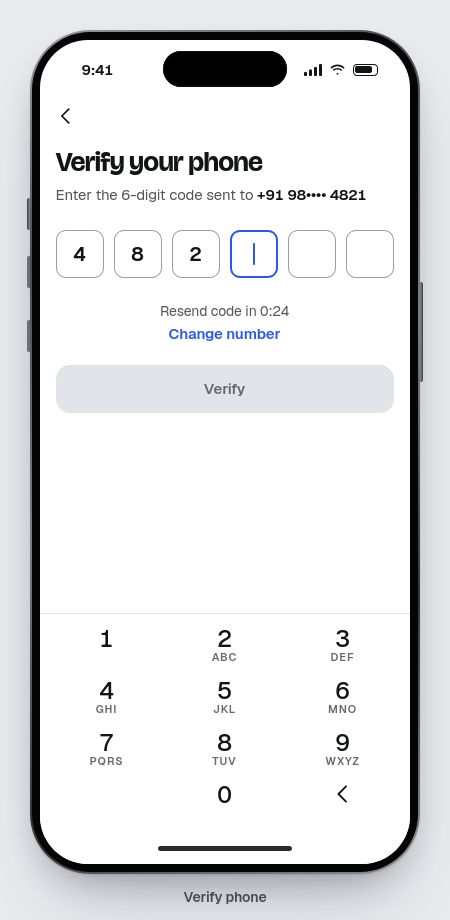 9:41
Verify your phone
Enter the 6-digit code sent to +91 98•••• 4821
4 8 2
Resend code in 0:24
Change number
Verify
1 2 3
ABC DEF
4 5 6
GHI JKL MNO
7 8 9
PQRS TUV WXYZ
0
Verify phone